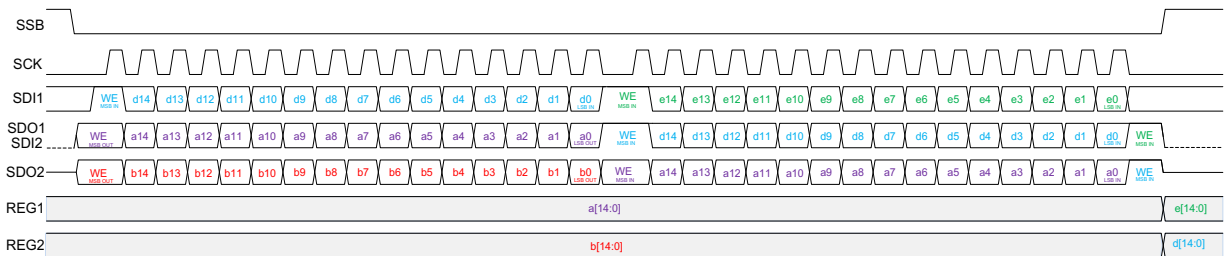 SSB
SCK
SDI1 WE d14 d13 d12 d11 d10 d9 d8 d7 d6 d5 d4 d3 d2 d1 d0 WE e14 e13 e12 e11 e10 e9 e8 e7 e6 e5 e4 e3 e2 e1 e0
MSB IN LSB IN MSB IN LSB IN
SDO1 WE a14 a13 a12 a11 a10 a9 a8 a7 a6 a5 a4 a3 a2 a1 a0 WE d14 d13 d12 d11 d10 d9 d8 d7 d6 d5 d4 d3 d2 d1 d0 WE
SDI2 MSB OUT LSB OUT MSB IN LSB IN MSB IN
SDO2 WE b14 b13 b12 b11 b10 b9 b8 b7 b6 b5 b4 b3 b2 b1 b0 WE a14 a13 a12 a11 a10 a9 a8 a7 a6 a5 a4 a3 a2 a1 a0 WE
MSB OUT LSB OUT MSB IN LSB IN MSB IN
REG1 a[14:0] e[14:0]
REG2 b[14:0] d[14:0]